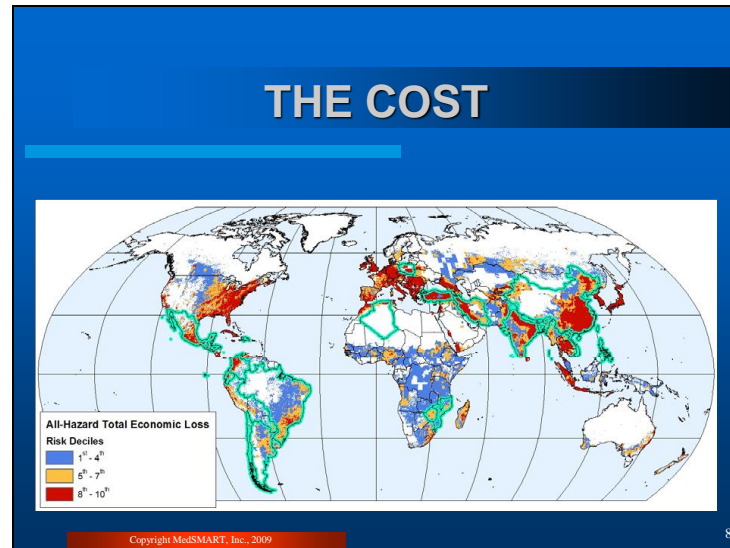 THE COST
All-Hazard Total Economic Loss
Risk Deciles
1st - 4th
5th - 7th
8th - 10th
Copyright MedSMART, Inc., 2009
8